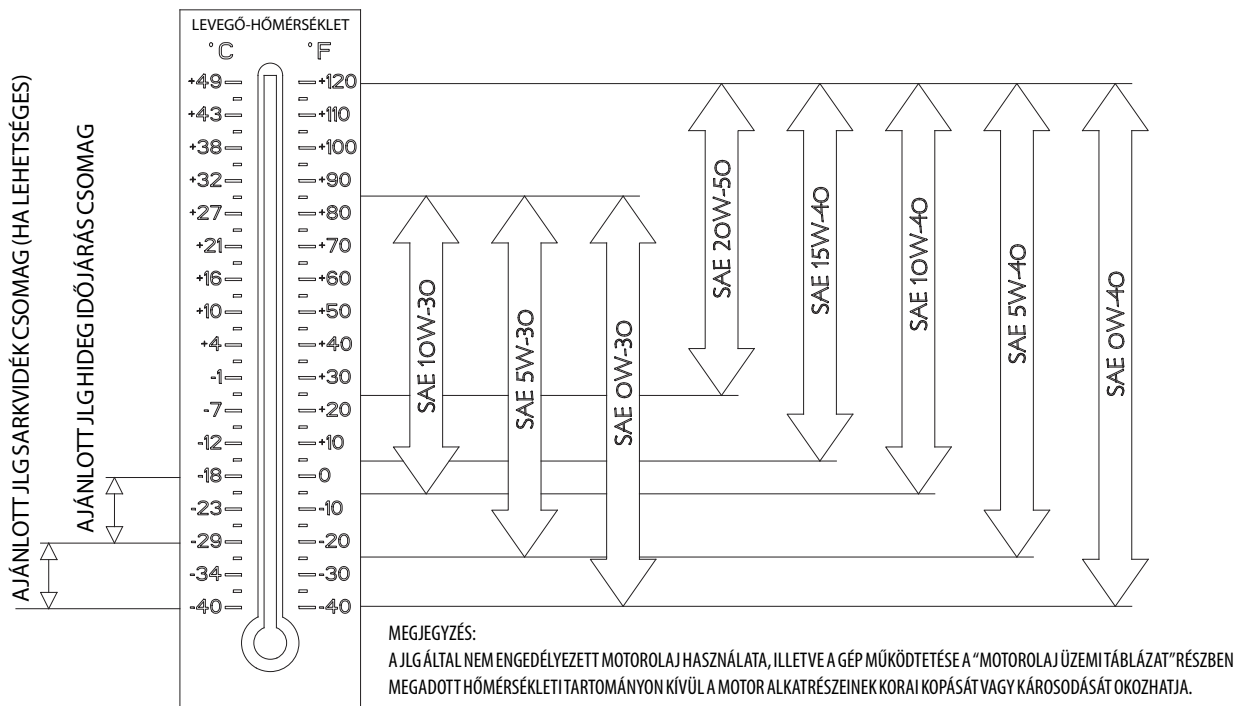 LEVEGŐ-HŐMÉRSÉKLET
°C °F
+49 +120
+43 +110
+38 +100
+32 +90
+27 +80
+21 +70
+16 +60
+10 +50
+4 +40
-1 +30
-7 +20
-12 +10
-18 0
-23 -10
-29 -20
-34 -30
-40 -40
AJÁNLOTT JLG SARKVIDÉK CSOMAG (HA LEHETSÉGES)
AJÁNLOTT JLG HIDEG IDŐJÁRÁS CSOMAG
SAE 10W-30
SAE 5W-30
SAE 0W-30
SAE 20W-50
SAE 15W-40
SAE 10W-40
SAE 5W-40
SAE 0W-40
MEGJEGYZÉS:
A JLG ÁLTAL NEM ENGEDÉLYEZETT MOTOROLAJ HASZNÁLATA, ILLETVE A GÉP MŰKÖDTETÉSE A “MOTOROLAJ ÜZEMI TÁBLÁZAT” RÉSZBEN
MEGADOTT HŐMÉRSÉKLETI TARTOMÁNYON KÍVÜL A MOTOR ALKATRÉSZEINEK KORAI KOPÁSÁT VAGY KÁROSODÁSÁT OKOZHATJA.